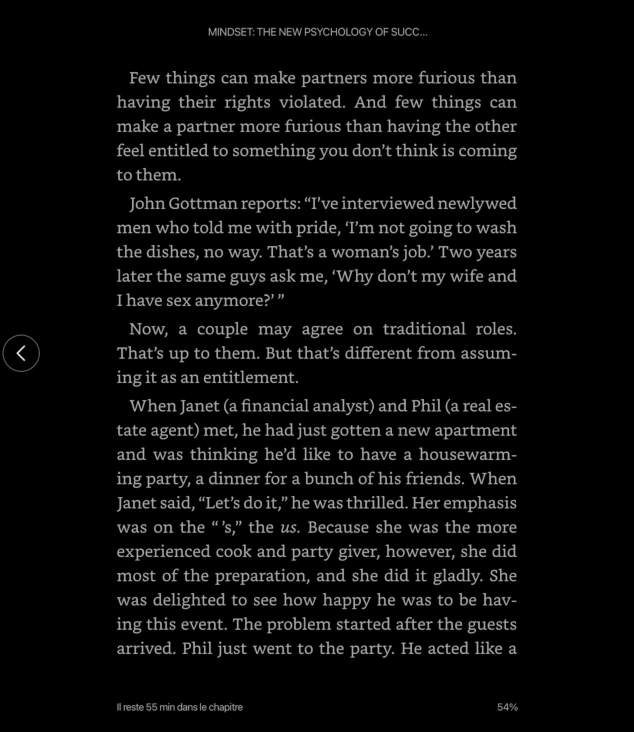 MINDSET: THE NEW PSYCHOLOGY OF SUCC...
Few things can make partners more furious than
having their rights violated. And few things can
make a partner more furious than having the other
feel entitled to something you don’t think is coming
to them.
John Gottman reports: “I’ve interviewed newlywed
men who told me with pride, ‘I’m not going to wash
the dishes, no way. That’s a woman’s job.’ Two years
later the same guys ask me, ‘Why don’t my wife and
I have sex anymore?’ ”
Now, a couple may agree on traditional roles.
That’s up to them. But that’s different from assum-
ing it as an entitlement.
When Janet (a financial analyst) and Phil (a real es-
tate agent) met, he had just gotten a new apartment
and was thinking he’d like to have a housewarm-
ing party, a dinner for a bunch of his friends. When
Janet said, “Let’s do it,” he was thrilled. Her emphasis
was on the “ ’s,” the us. Because she was the more
experienced cook and party giver, however, she did
most of the preparation, and she did it gladly. She
was delighted to see how happy he was to be hav-
ing this event. The problem started after the guests
arrived. Phil just went to the party. He acted like a
Il reste 55 min dans le chapitre
54%